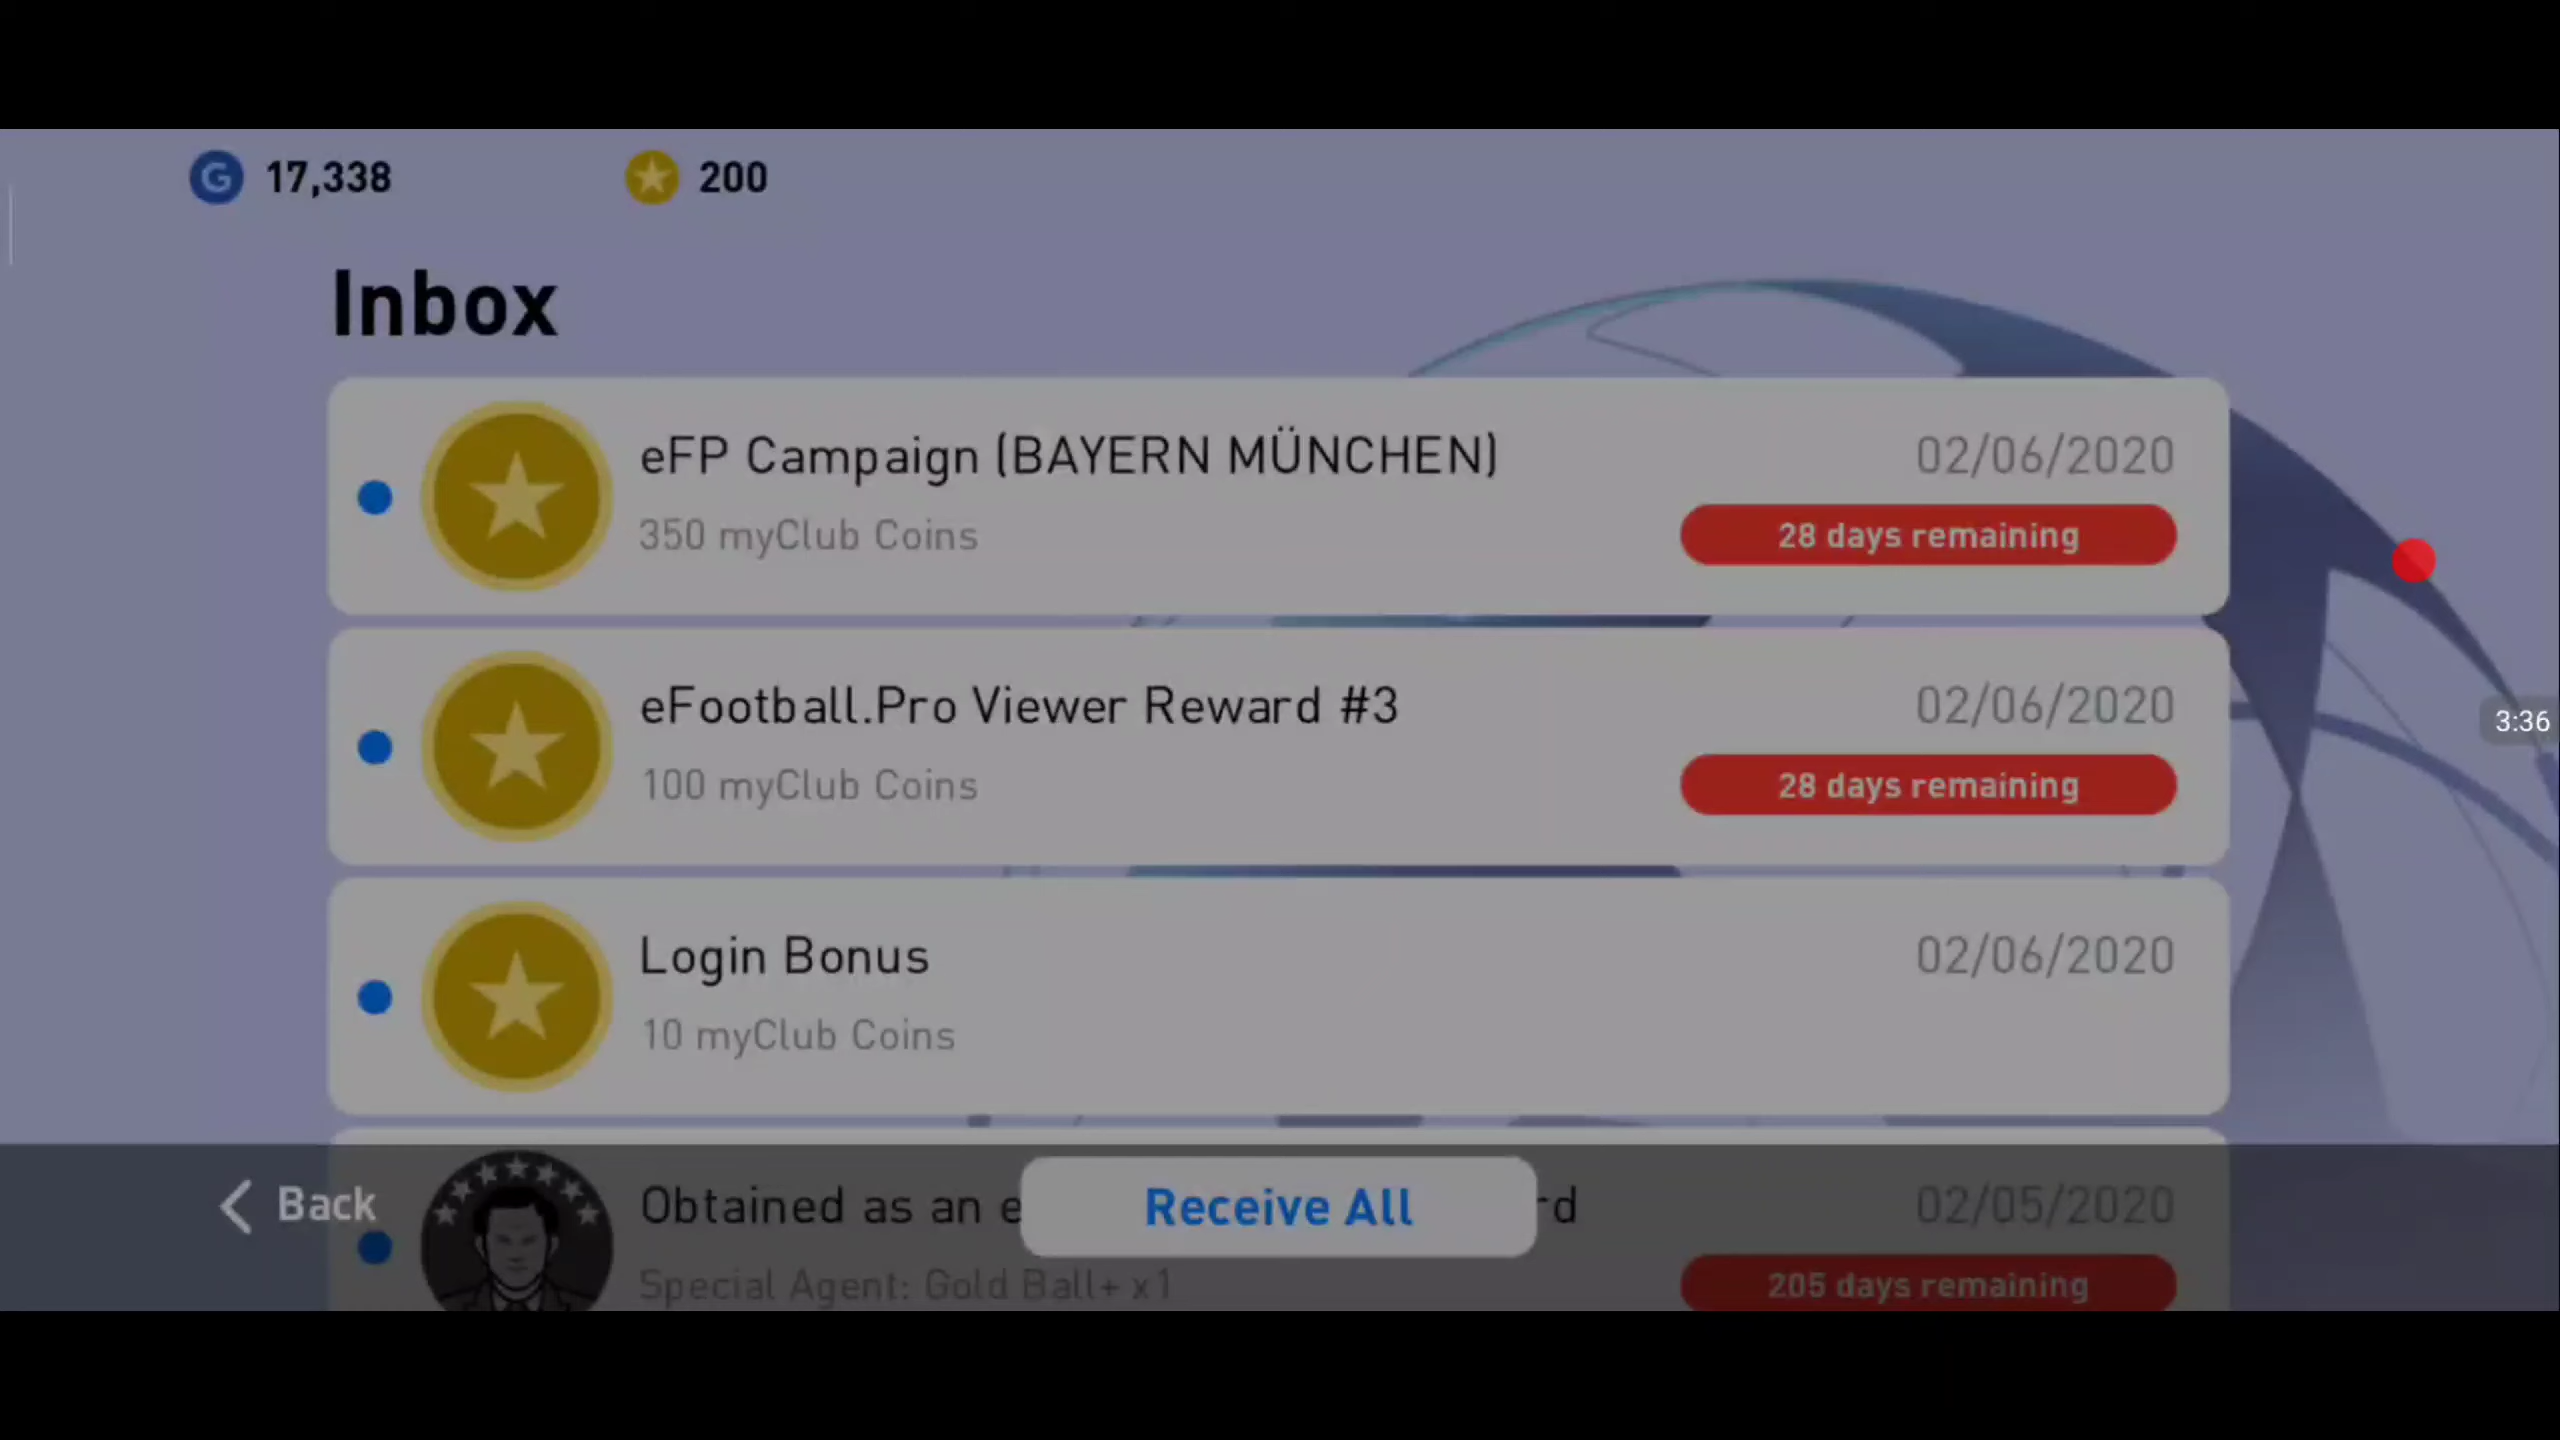 G 17,338 200
Inbox
eFP Campaign (BAYERN MÜNCHEN) 02/06/2020
350 myClub Coins 28 days remaining
eFootball.Pro Viewer Reward #3 02/06/2020
100 myClub Coins 28 days remaining
3:36
Login Bonus 02/06/2020
10 myClub Coins
Back Obtained as an e Receive All rd 02/05/2020
Special Agent: Gold Ball+ x1 205 days remaining